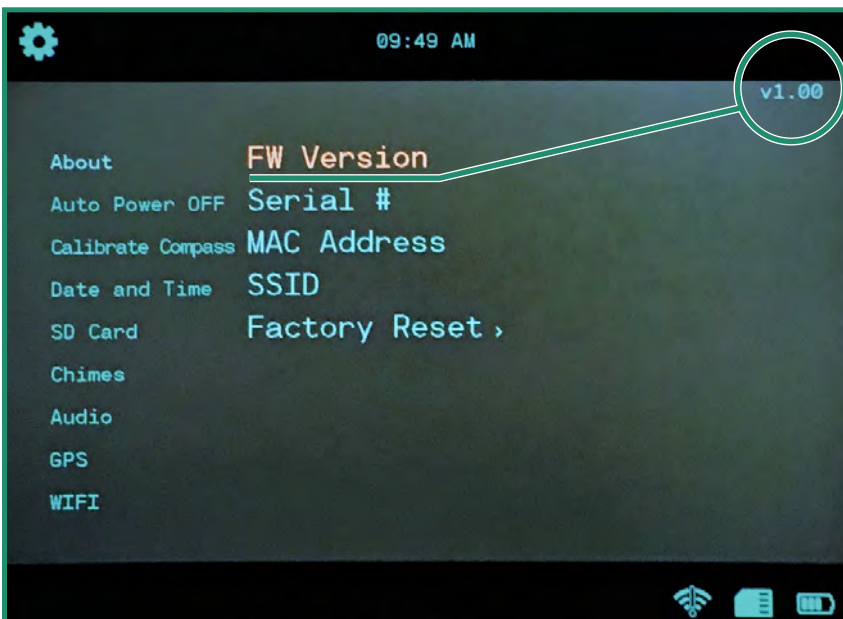 09:49 AM
v1.00
About
FW Version
Auto Power OFF
Serial #
Calibrate Compass
MAC Address
Date and Time
SSID
SD Card
Factory Reset ›
Chimes
Audio
GPS
WIFI